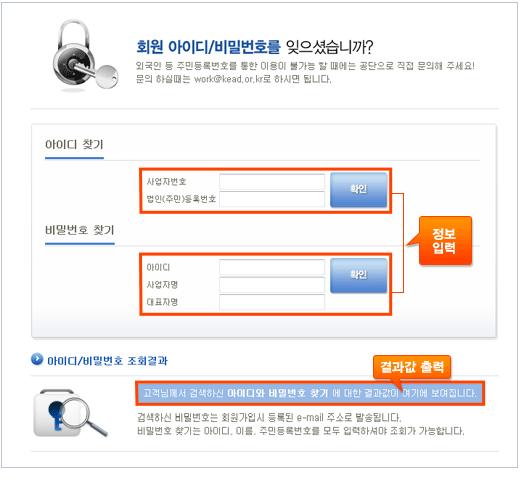 회원 아이디/비밀번호를 잊으셨습니까?
외국인 등 주민등록번호를 통한 이용이 불가능 할 때에는 공단으로 직접 문의해 주세요!
문의 하실때는 work@kead.or.kr로 하시면 됩니다.
아이디 찾기
사업자번호
법인(주민)등록번호
확인
정보
입력
비밀번호 찾기
아이디
사업자명
대표자명
확인
아이디/비밀번호 조회결과
결과값 출력
고객님께서 검색하신 아이디와 비밀번호 찾기 에 대한 결과값이 여기에 보여집니다.
검색하신 비밀번호는 회원가입시 등록된 e-mail 주소로 발송됩니다.
비밀번호 찾기는 아이디, 이름, 주민등록번호를 모두 입력하셔야 조회가 가능합니다.